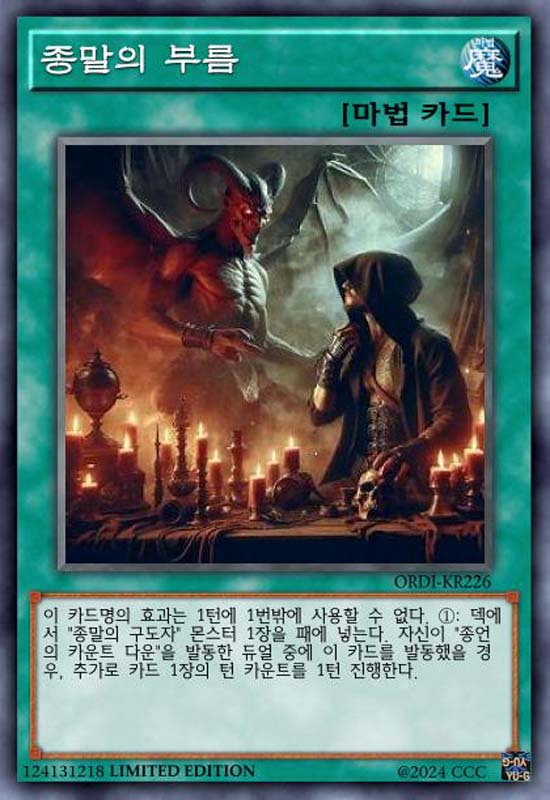 종말의 부름
마법
魔
[마법 카드]
ORDI-KR226
이 카드명의 효과는 1턴에 1번밖에 사용할 수 없다. ①: 덱에
서 "종말의 구도자" 몬스터 1장을 패에 넣는다. 자신이 "종언
의 카운트 다운"을 발동한 듀얼 중에 이 카드를 발동했을 경
우, 추가로 카드 1장의 턴 카운트를 1턴 진행한다.
124131218 LIMITED EDITION
@2024 CCC